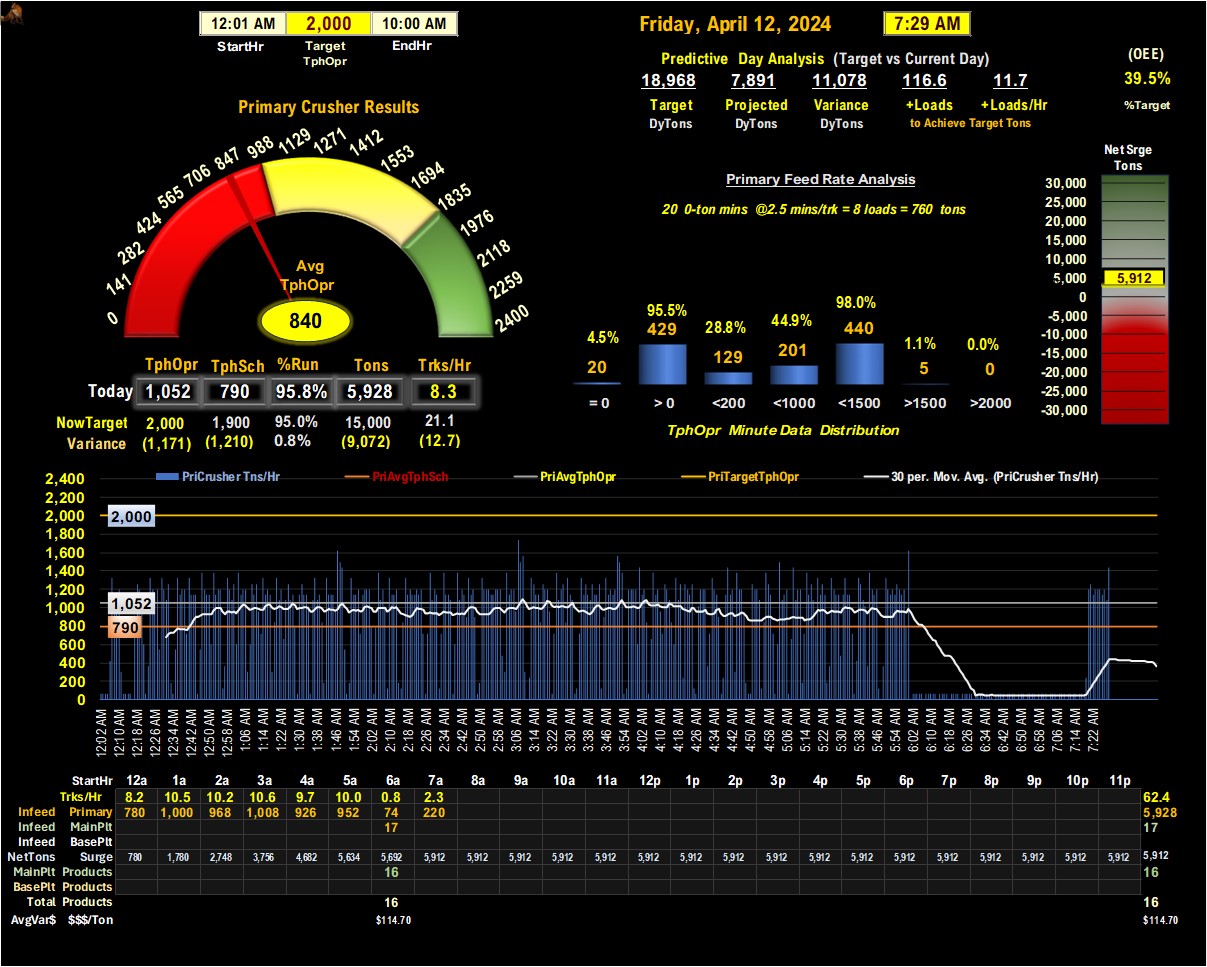 12:01 AM 2,000 10:00 AM
StartHr Target TphOpr EndHr
Friday, April 12, 2024 7:29 AM
Predictive Day Analysis (Target vs Current Day)
18,968 7,891 11,078 116.6 11.7
Target Projected Variance +Loads +Loads/Hr
DyTons DyTons DyTons to Achieve Target Tons
(OEE)
39.5%
%Target
Primary Crusher Results
0 141 282 424 565 706 847 988 1129 1271 1412 1553 1694 1835 1976 2118 2259 2400
Avg
TphOpr
840
TphOpr TphSch %Run Tons Trks/Hr
Today 1,052 790 95.8% 5,928 8.3
NowTarget 2,000 1,900 95.0% 15,000 21.1
Variance (1,171) (1,210) 0.8% (9,072) (12.7)
Primary Feed Rate Analysis
20 0-ton mins @2.5 mins/trk = 8 loads = 760 tons
4.5% 95.5% 28.8% 44.9% 98.0% 1.1% 0.0%
20 429 129 201 440 5 0
= 0 > 0 <200 <1000 <1500 >1500 >2000
TphOpr Minute Data Distribution
Net Srge
Tons
30,000
25,000
20,000
15,000
10,000
5,000 5,912
0
-5,000
-10,000
-15,000
-20,000
-25,000
-30,000
PriCrusher Tns/Hr PriAvgTphSch PriAvgTphOpr PriTargetTphOpr 30 per. Mov. Avg. (PriCrusher Tns/Hr)
2,400
2,200
2,000 2,000
1,800
1,600
1,400
1,200
1,000 1,052
800 790
600
400
200
0
12:02 AM 12:10 AM 12:18 AM 12:26 AM 12:34 AM 12:42 AM 12:50 AM 12:58 AM 1:06 AM 1:14 AM 1:22 AM 1:30 AM 1:38 AM 1:46 AM 1:54 AM 2:02 AM 2:10 AM 2:18 AM 2:26 AM 2:34 AM 2:42 AM 2:50 AM 2:58 AM 3:06 AM 3:14 AM 3:22 AM 3:30 AM 3:38 AM 3:46 AM 3:54 AM 4:02 AM 4:10 AM 4:18 AM 4:26 AM 4:34 AM 4:42 AM 4:50 AM 4:58 AM 5:06 AM 5:14 AM 5:22 AM 5:30 AM 5:38 AM 5:46 AM 5:54 AM 6:02 AM 6:10 AM 6:18 AM 6:26 AM 6:34 AM 6:42 AM 6:50 AM 6:58 AM 7:06 AM 7:14 AM 7:22 AM
StartHr 12a 1a 2a 3a 4a 5a 6a 7a 8a 9a 10a 11a 12p 1p 2p 3p 4p 5p 6p 7p 8p 9p 10p 11p
Trks/Hr 8.2 10.5 10.2 10.6 9.7 10.0 0.8 2.3 62.4
Infeed Primary 780 1,000 968 1,008 926 952 74 220 5,928
Infeed MainPlt 17 17
Infeed BasePlt
NetTons Surge 780 1,780 2,748 3,756 4,682 5,634 5,692 5,912 5,912 5,912 5,912 5,912 5,912 5,912 5,912 5,912 5,912 5,912 5,912 5,912 5,912 5,912 5,912 5,912 5,912
MainPlt Products 16 16
BasePlt Products
Total Products 16 16
AvgVar$ $$$/Ton $114.70 $114.70